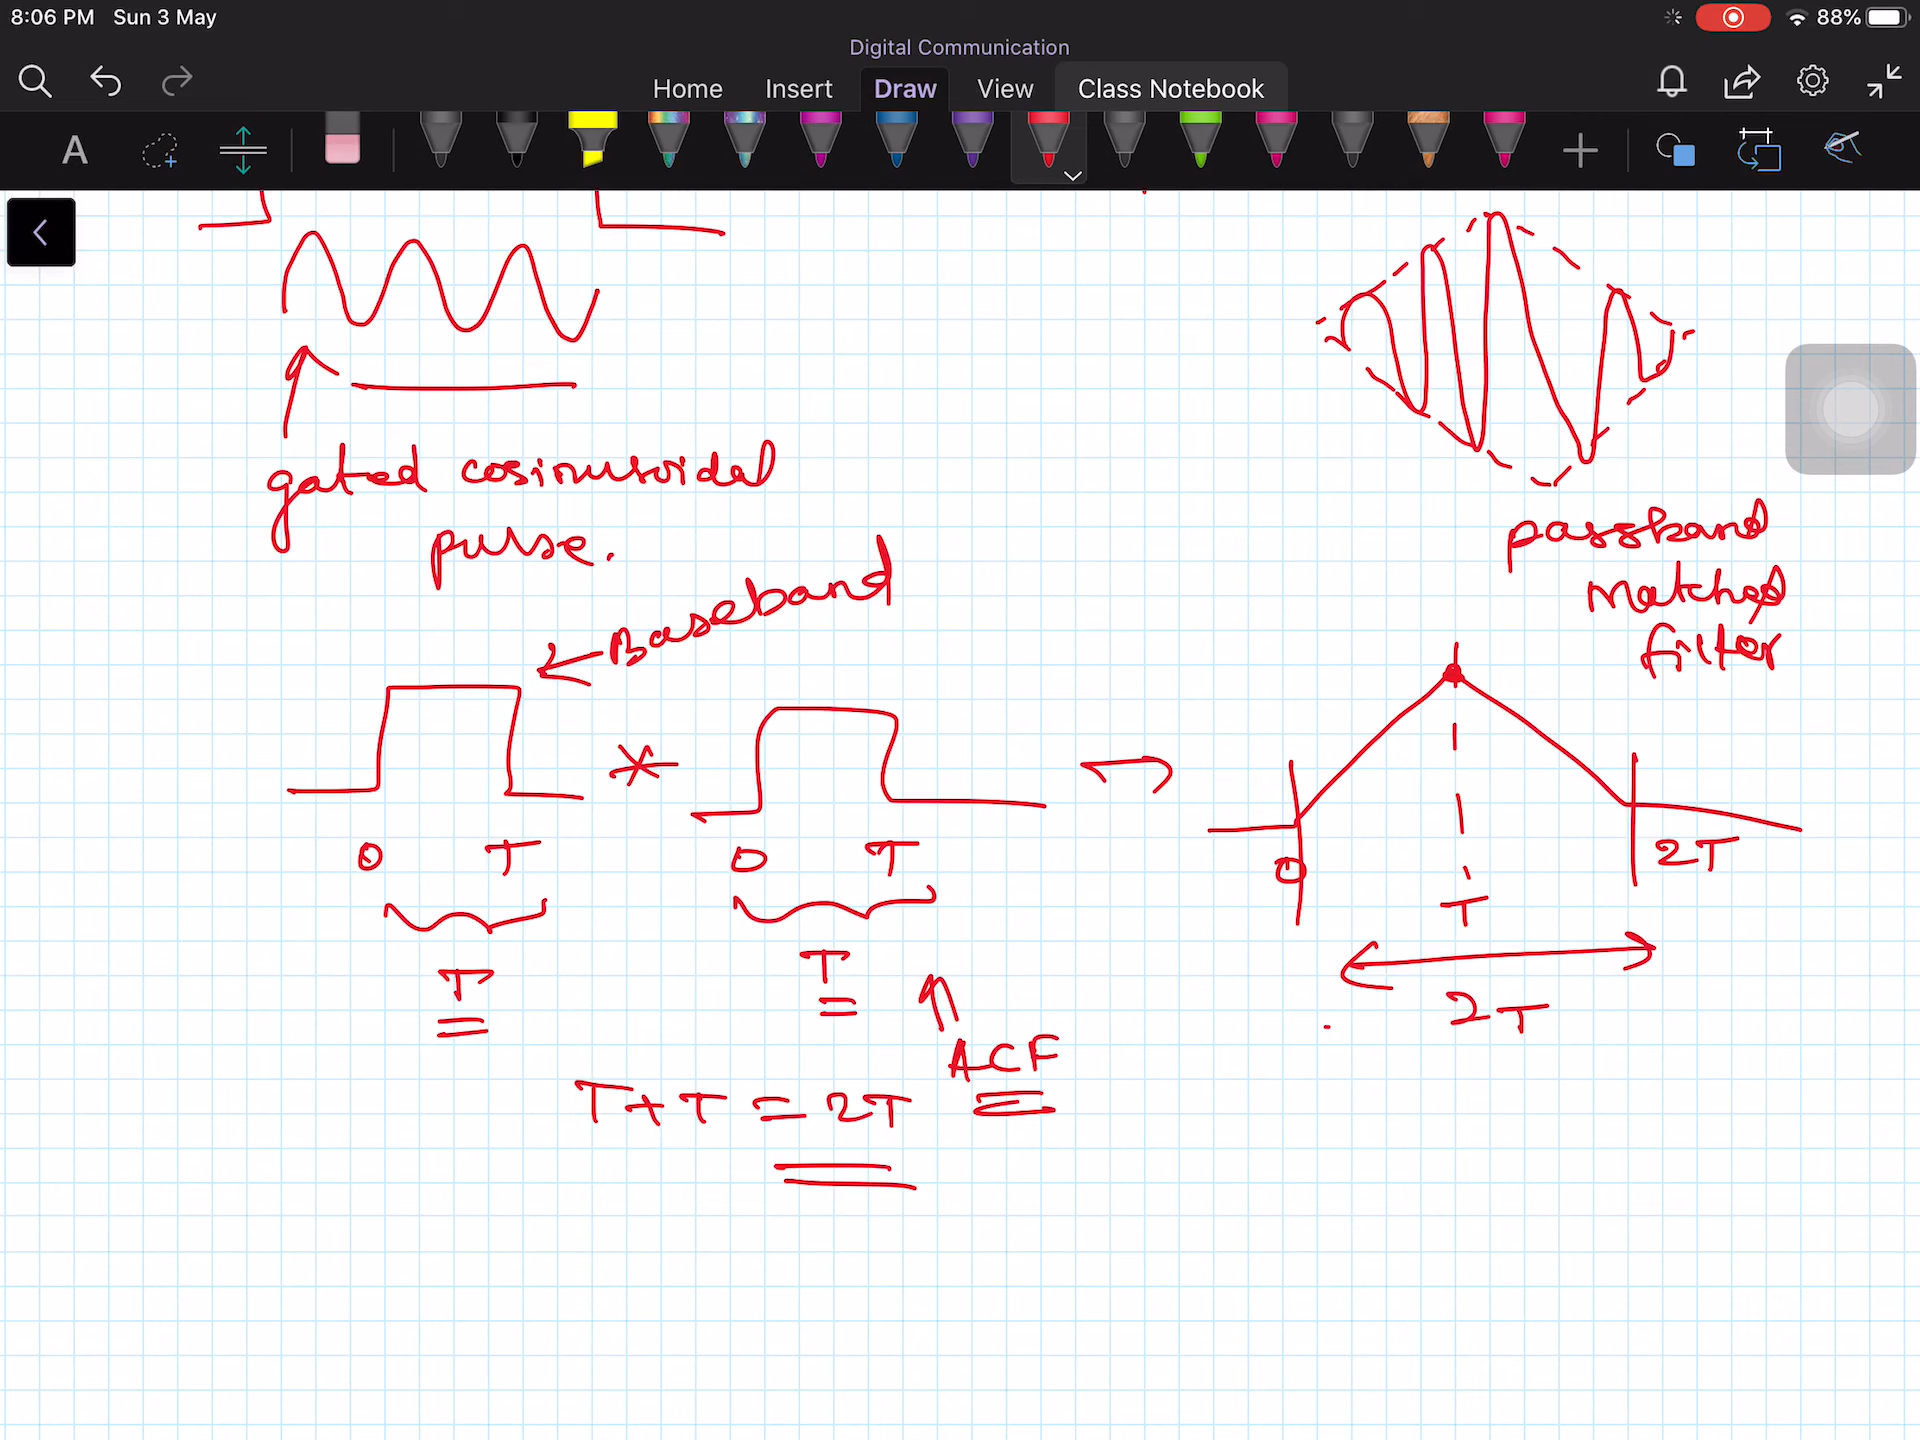 8:06 PM Sun 3 May
88%
Digital Communication
Home Insert Draw View Class Notebook
A
gated cosinusoidal
pulse.
passband
Matched
filter
Baseband
*
0 T
0 T
0
T
2T
T
T
2T
ACF
T+T = 2T